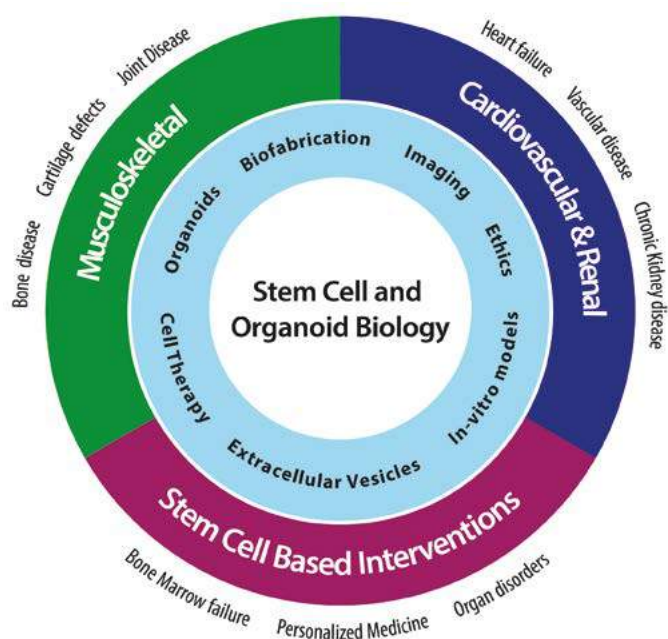 Joint Disease
Cartilage defects
Bone disease
Musculoskeletal
Heart failure
Vascular disease
Chronic Kidney disease
Cardiovascular & Renal
Biofabrication
Imaging
Ethics
In-vitro models
Extracellular Vesicles
Cell Therapy
Organoids
Stem Cell and
Organoid Biology
Stem Cell Based Interventions
Bone Marrow failure
Personalized Medicine
Organ disorders